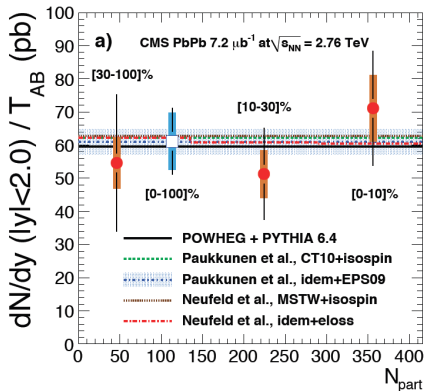 a)
CMS PbPb 7.2 μb⁻¹ at √sNN = 2.76 TeV
[30-100]%
[10-30]%
[0-100]%
[0-10]%
POWHEG + PYTHIA 6.4
Paukkunen et al., CT10+isospin
Paukkunen et al., idem+EPS09
Neufeld et al., MSTW+isospin
Neufeld et al., idem+eloss
dN/dy (|y|<2.0) / TAB (pb)
100
90
80
70
60
50
40
30
20
10
0
0 50 100 150 200 250 300 350 400
Npart